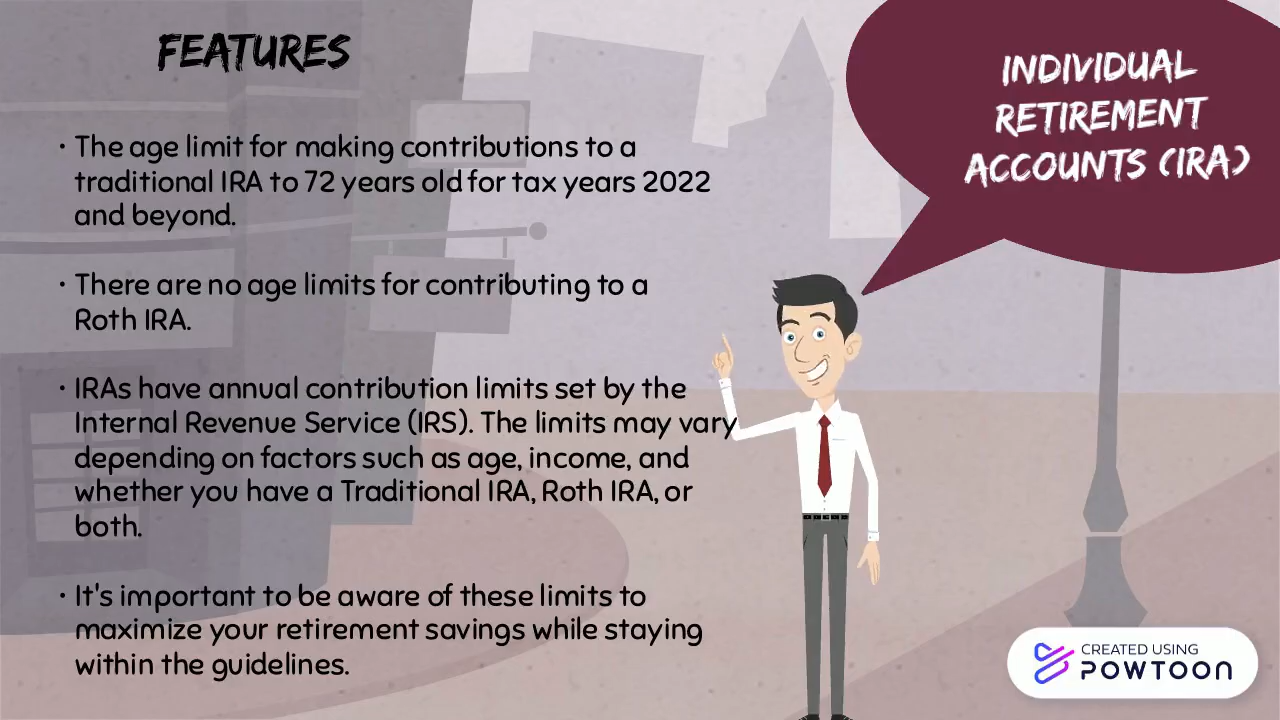 FEATURES
• The age limit for making contributions to a
traditional IRA to 72 years old for tax years 2022
and beyond.
• There are no age limits for contributing to a
Roth IRA.
• IRAs have annual contribution limits set by the
Internal Revenue Service (IRS). The limits may vary
depending on factors such as age, income, and
whether you have a Traditional IRA, Roth IRA, or
both.
• It's important to be aware of these limits to
maximize your retirement savings while staying
within the guidelines.
INDIVIDUAL
RETIREMENT
ACCOUNTS (IRA)
CREATED USING
POWTOON